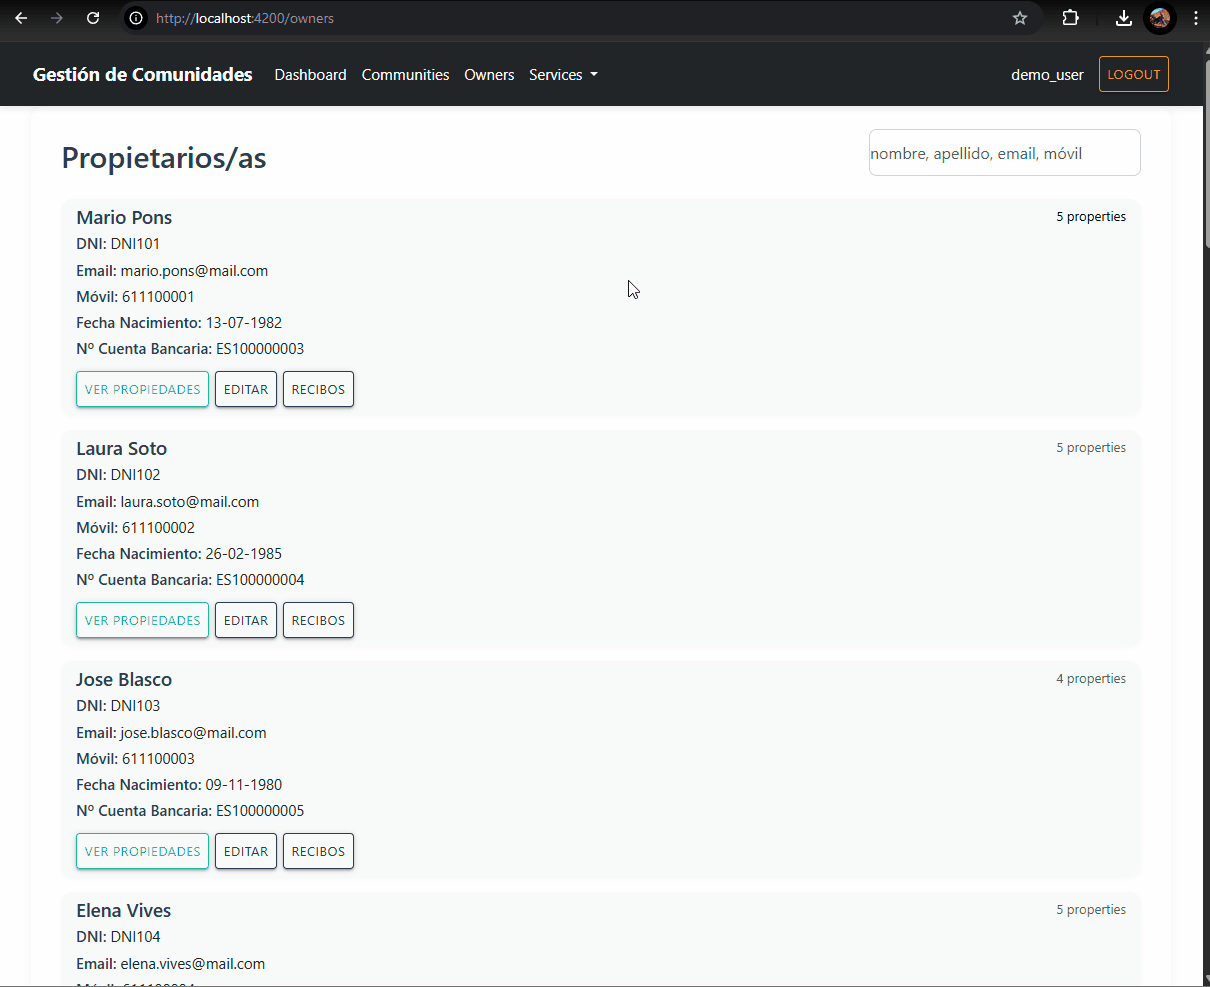 http://localhost:4200/owners
Gestión de Comunidades Dashboard Communities Owners Services demo_user LOGOUT
Propietarios/as
nombre, apellido, email, móvil
Mario Pons 5 properties
DNI: DNI101
Email: mario.pons@mail.com
Móvil: 611100001
Fecha Nacimiento: 13-07-1982
Nº Cuenta Bancaria: ES100000003
VER PROPIEDADES EDITAR RECIBOS
Laura Soto 5 properties
DNI: DNI102
Email: laura.soto@mail.com
Móvil: 611100002
Fecha Nacimiento: 26-02-1985
Nº Cuenta Bancaria: ES100000004
VER PROPIEDADES EDITAR RECIBOS
Jose Blasco 4 properties
DNI: DNI103
Email: jose.blasco@mail.com
Móvil: 611100003
Fecha Nacimiento: 09-11-1980
Nº Cuenta Bancaria: ES100000005
VER PROPIEDADES EDITAR RECIBOS
Elena Vives 5 properties
DNI: DNI104
Email: elena.vives@mail.com